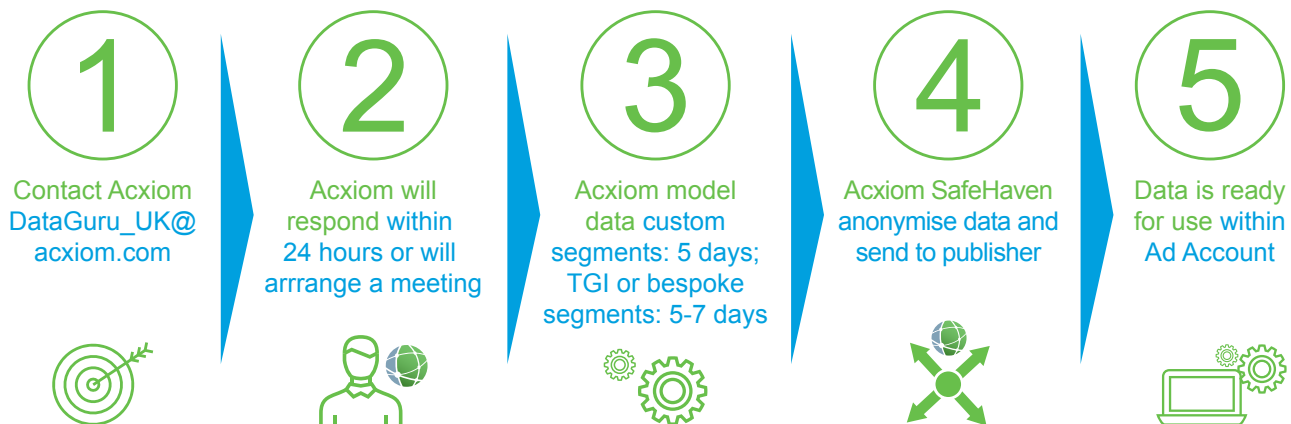 1
Contact Acxiom
DataGuru_UK@
acxiom.com
2
Acxiom will
respond within
24 hours or will
arrrange a meeting
3
Acxiom model
data custom
segments: 5 days;
TGI or bespoke
segments: 5-7 days
4
Acxiom SafeHaven
anonymise data and
send to publisher
5
Data is ready
for use within
Ad Account